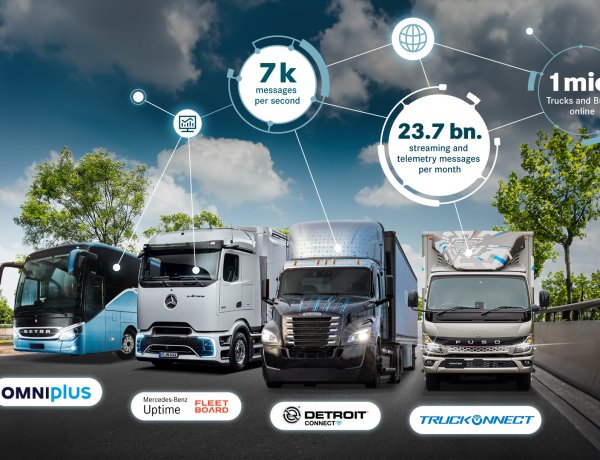 7k
messages
per second
1 mio
Trucks and Bu
online
23.7 bn.
streaming and
telemetry messages
per month
SETRA
FUSO
OMNIplus
Mercedes-Benz
Uptime
FLEET
BOARD
DETROIT
CONNECT
TRUCKONNECT